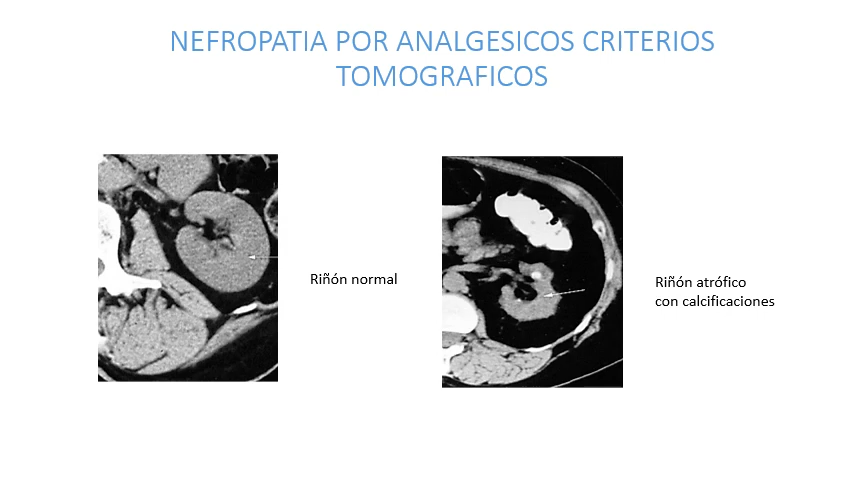 NEFROPATIA POR ANALGESICOS CRITERIOS
TOMOGRAFICOS
Riñón normal
Riñón atrófico
con calcificaciones